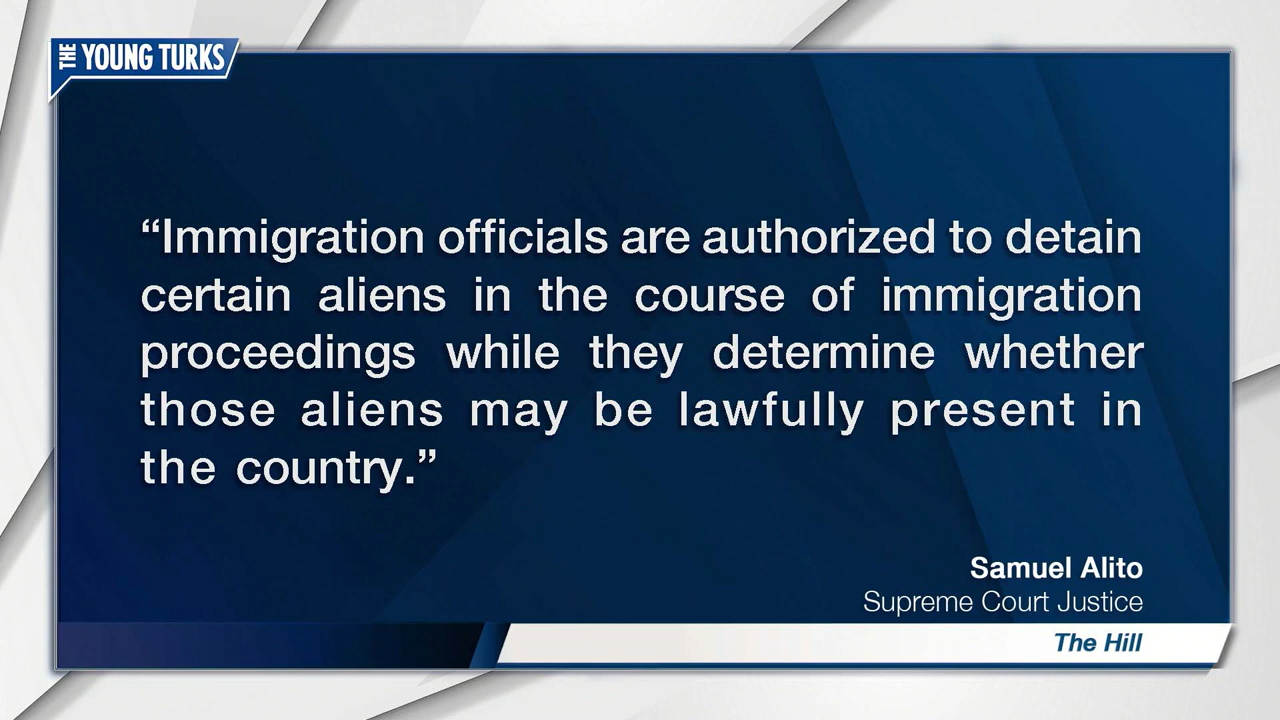 THE YOUNG TURKS
“Immigration officials are authorized to detain
certain aliens in the course of immigration
proceedings while they determine whether
those aliens may be lawfully present in
the country.”
Samuel Alito
Supreme Court Justice
The Hill